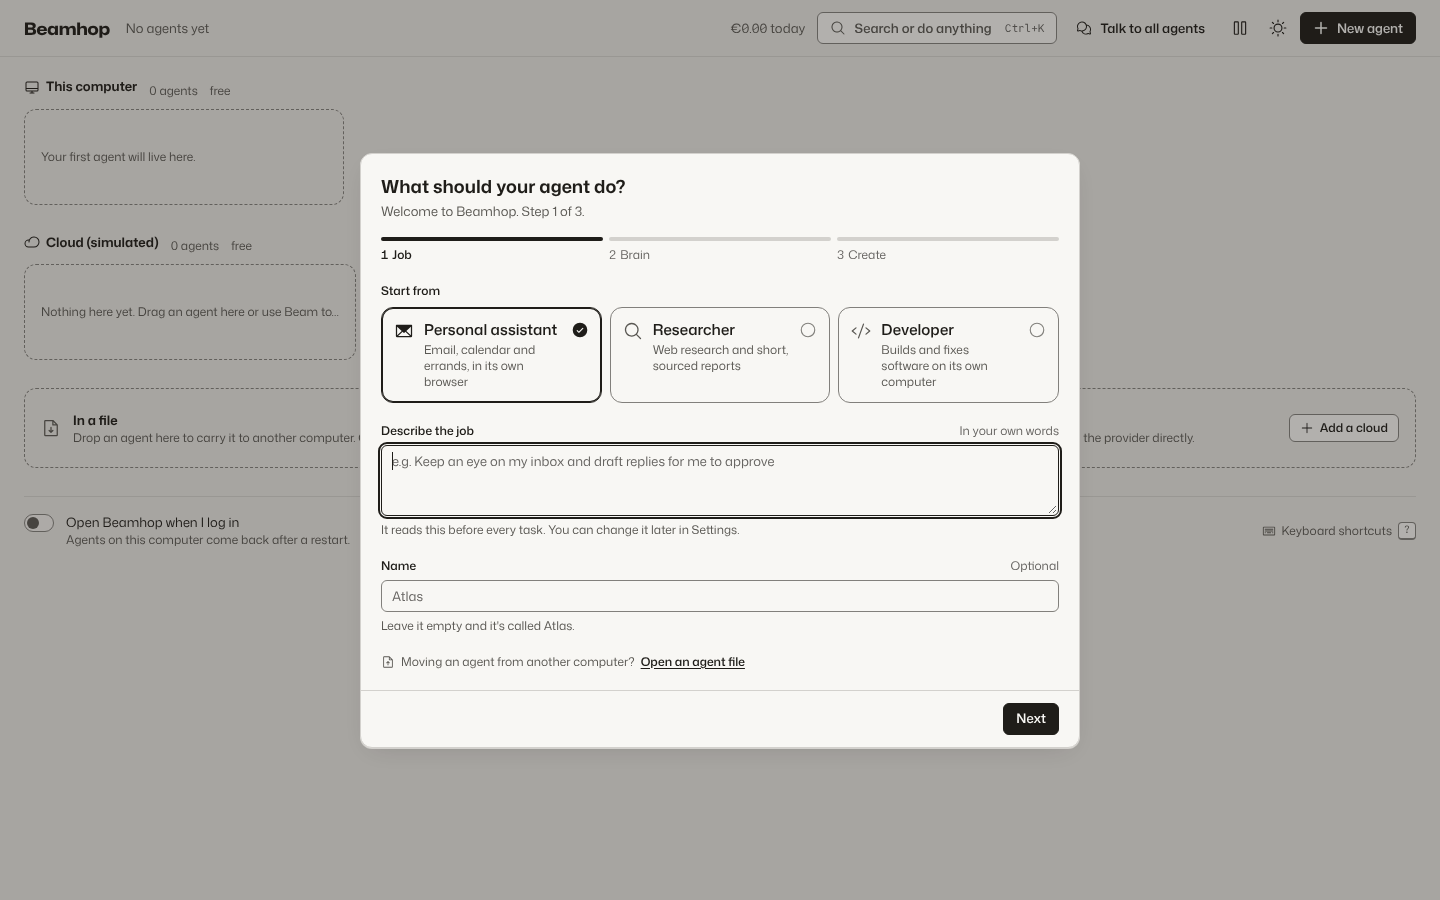 Beamhop No agents yet €0.00 today Search or do anything Ctrl+K Talk to all agents New agent
This computer 0 agents free
Your first agent will live here.
Cloud (simulated) 0 agents free
Nothing here yet. Drag an agent here or use Beam to...
In a file
Drop an agent here to carry it to another computer.
the provider directly.
Add a cloud
Open Beamhop when I log in
Agents on this computer come back after a restart.
Keyboard shortcuts ?
What should your agent do?
Welcome to Beamhop. Step 1 of 3.
1 Job 2 Brain 3 Create
Start from
Personal assistant
Email, calendar and
errands, in its own
browser
Researcher
Web research and short,
sourced reports
Developer
Builds and fixes
software on its own
computer
Describe the job In your own words
e.g. Keep an eye on my inbox and draft replies for me to approve
It reads this before every task. You can change it later in Settings.
Name Optional
Atlas
Leave it empty and it's called Atlas.
Moving an agent from another computer? Open an agent file
Next